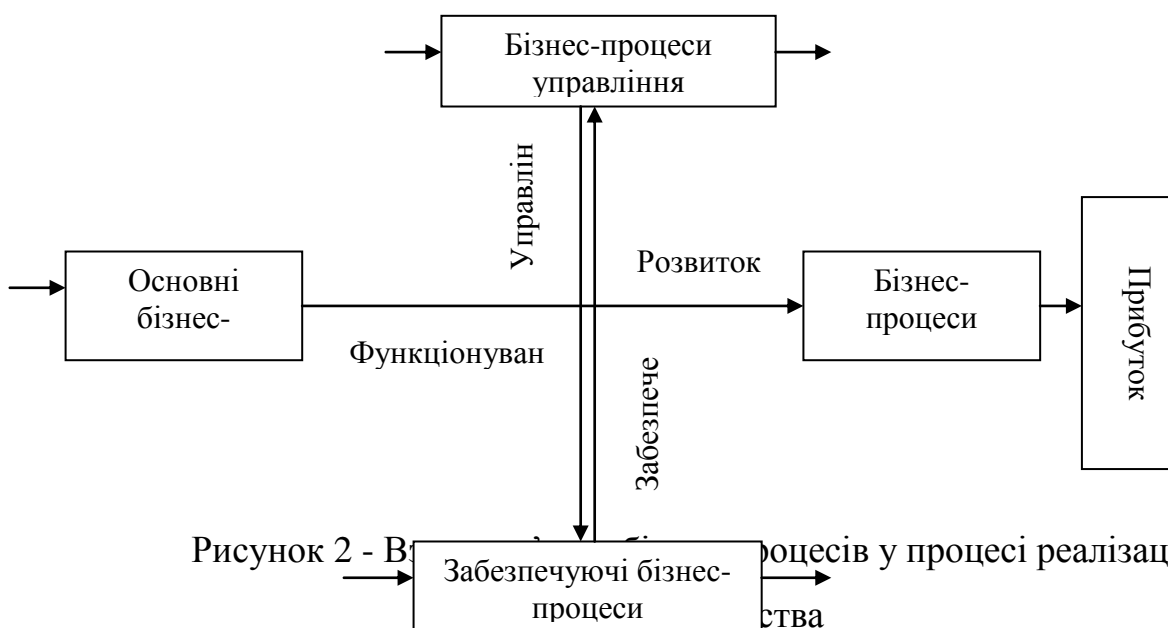 Бізнес-процеси
управління
Управлін
Розвиток
Основні
бізнес-
Бізнес-
процеси
Прибуток
Функціонуван
Забезпече
Рисунок 2 - Вз оцесів у процесі реалізац
Забезпечуючі бізнес-
процеси
ства